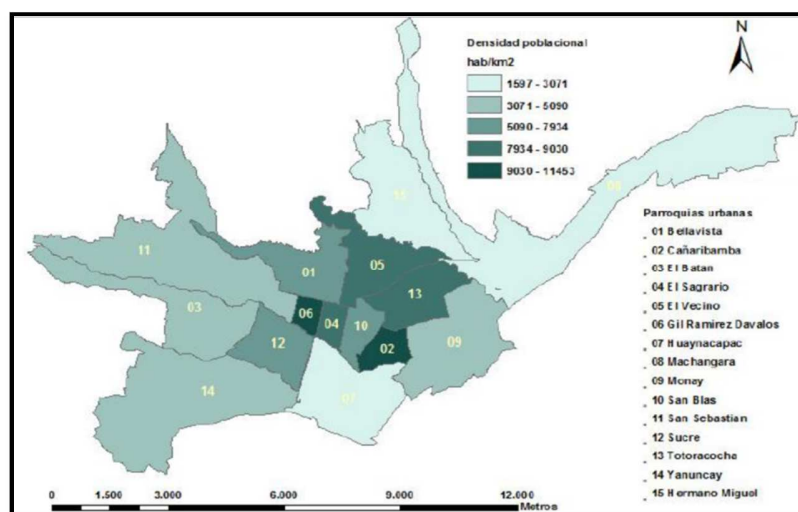 Densidad poblacional
hab/km2
1597 - 3071
3071 - 5090
5090 - 7934
7934 - 9030
9030 - 11453
N
Parroquias urbanas
01 Bellavista
02 Cañaribamba
03 El Batan
04 El Sagrario
05 El Vecino
06 Gil Ramirez Davalos
07 Huaynacapac
08 Machangara
09 Monay
10 San Blas
11 San Sebastian
12 Sucre
13 Totoracocha
14 Yanuncay
15 Hermano Miguel
15
08
11
01
05
13
03
06
04
10
12
02
09
14
07
0 1.500 3.000 6.000 9.000 12.000
Metros